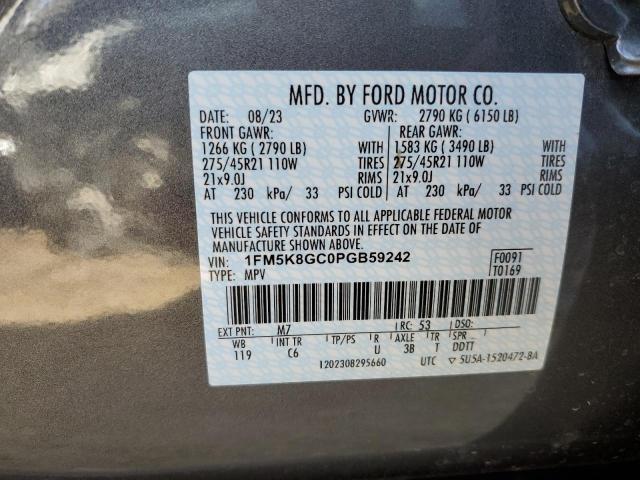 MFD. BY FORD MOTOR CO.
DATE: 08/23 GVWR: 2790 KG ( 6150 LB)
FRONT GAWR: REAR GAWR:
1266 KG ( 2790 LB) WITH 1583 KG ( 3490 LB) WITH
275/45R21 110W TIRES 275/45R21 110W TIRES
21x9.0J RIMS 21x9.0J RIMS
AT 230 kPa/ 33 PSI COLD AT 230 kPa/ 33 PSI COLD
THIS VEHICLE CONFORMS TO ALL APPLICABLE FEDERAL MOTOR
VEHICLE SAFETY STANDARDS IN EFFECT ON THE DATE OF
MANUFACTURE SHOWN ABOVE.
VIN: 1FM5K8GC0PGB59242 F0091
TYPE: MPV T0169
EXT PNT: M7 RC: 53 DSO:
WB INT TR TP/PS R AXLE TR SPR
119 C6 U 3B T DDTT
1202308295660 UTC ▽ 5U5A-1520472-8A